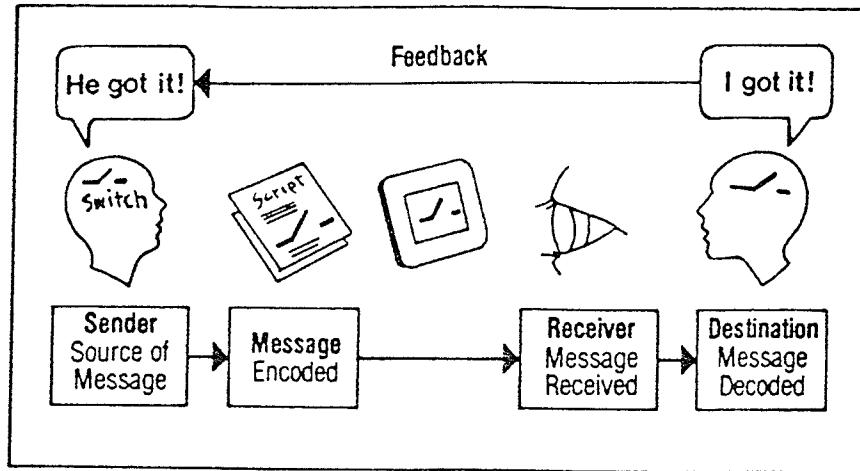 Feedback
He got it!
I got it!
Switch
Script
Sender
Source of
Message
Message
Encoded
Receiver
Message
Received
Destination
Message
Decoded